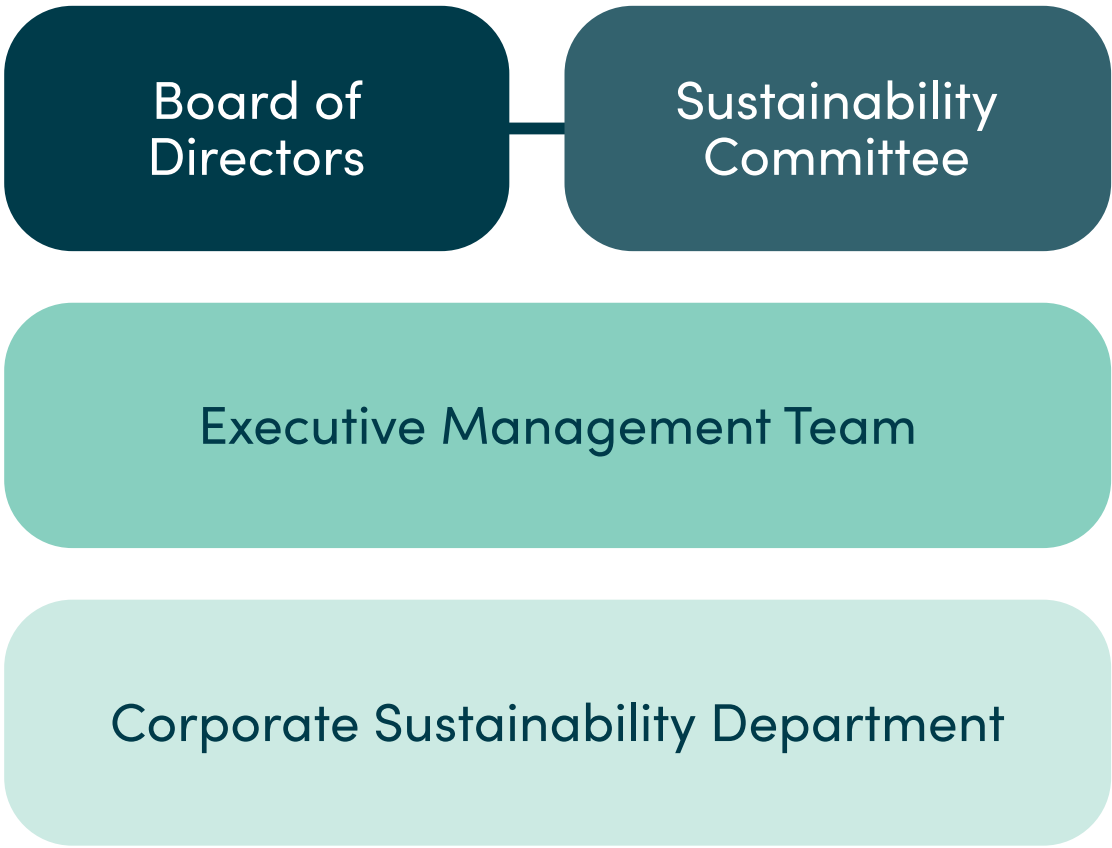 Board of
Directors
Sustainability
Committee
Executive Management Team
Corporate Sustainability Department